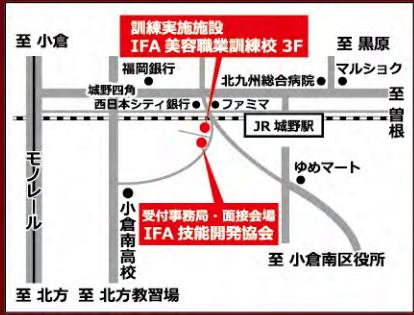 訓練実施施設
IFA 美容職業訓練校 3F
至 小倉
至 黒原
福岡銀行
北九州総合病院
マルショク
城野四角
西日本シティ銀行
ファミマ
JR 城野駅
至 曽根
モノレール
ゆめマート
受付事務局・面接会場
IFA 技能開発協会
小倉南高校
至 小倉南区役所
至 北方
至 北方教習場